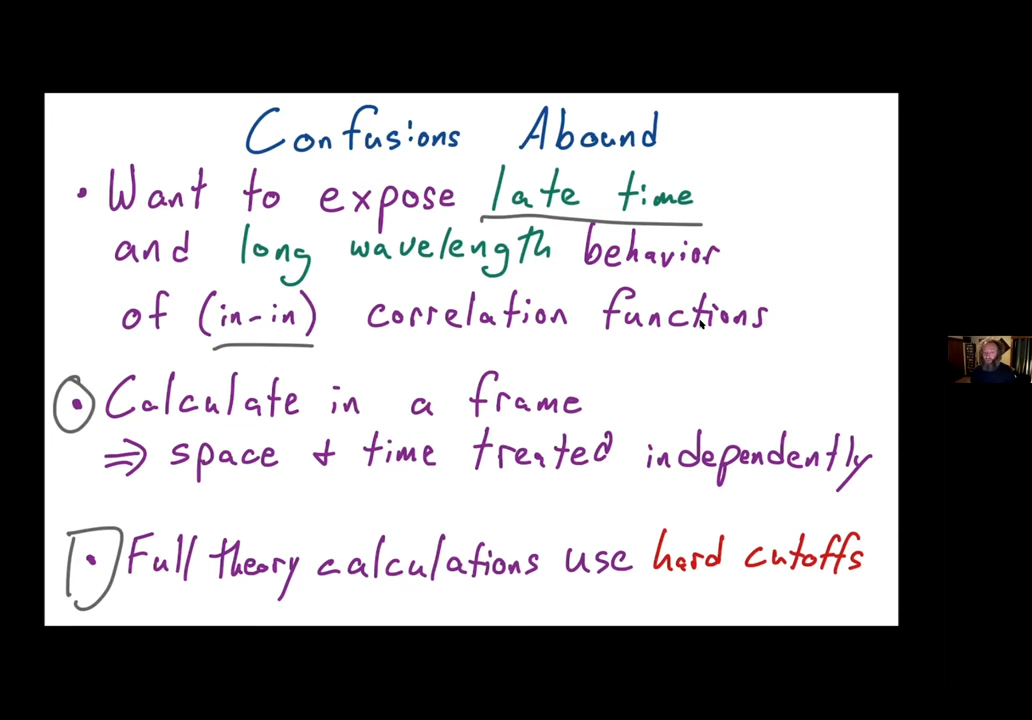 Confusions Abound
• Want to expose late time
and long wavelength behavior
of (in-in) correlation functions
• Calculate in a frame
⇒ space + time treated independently
• Full theory calculations use hard cutoffs